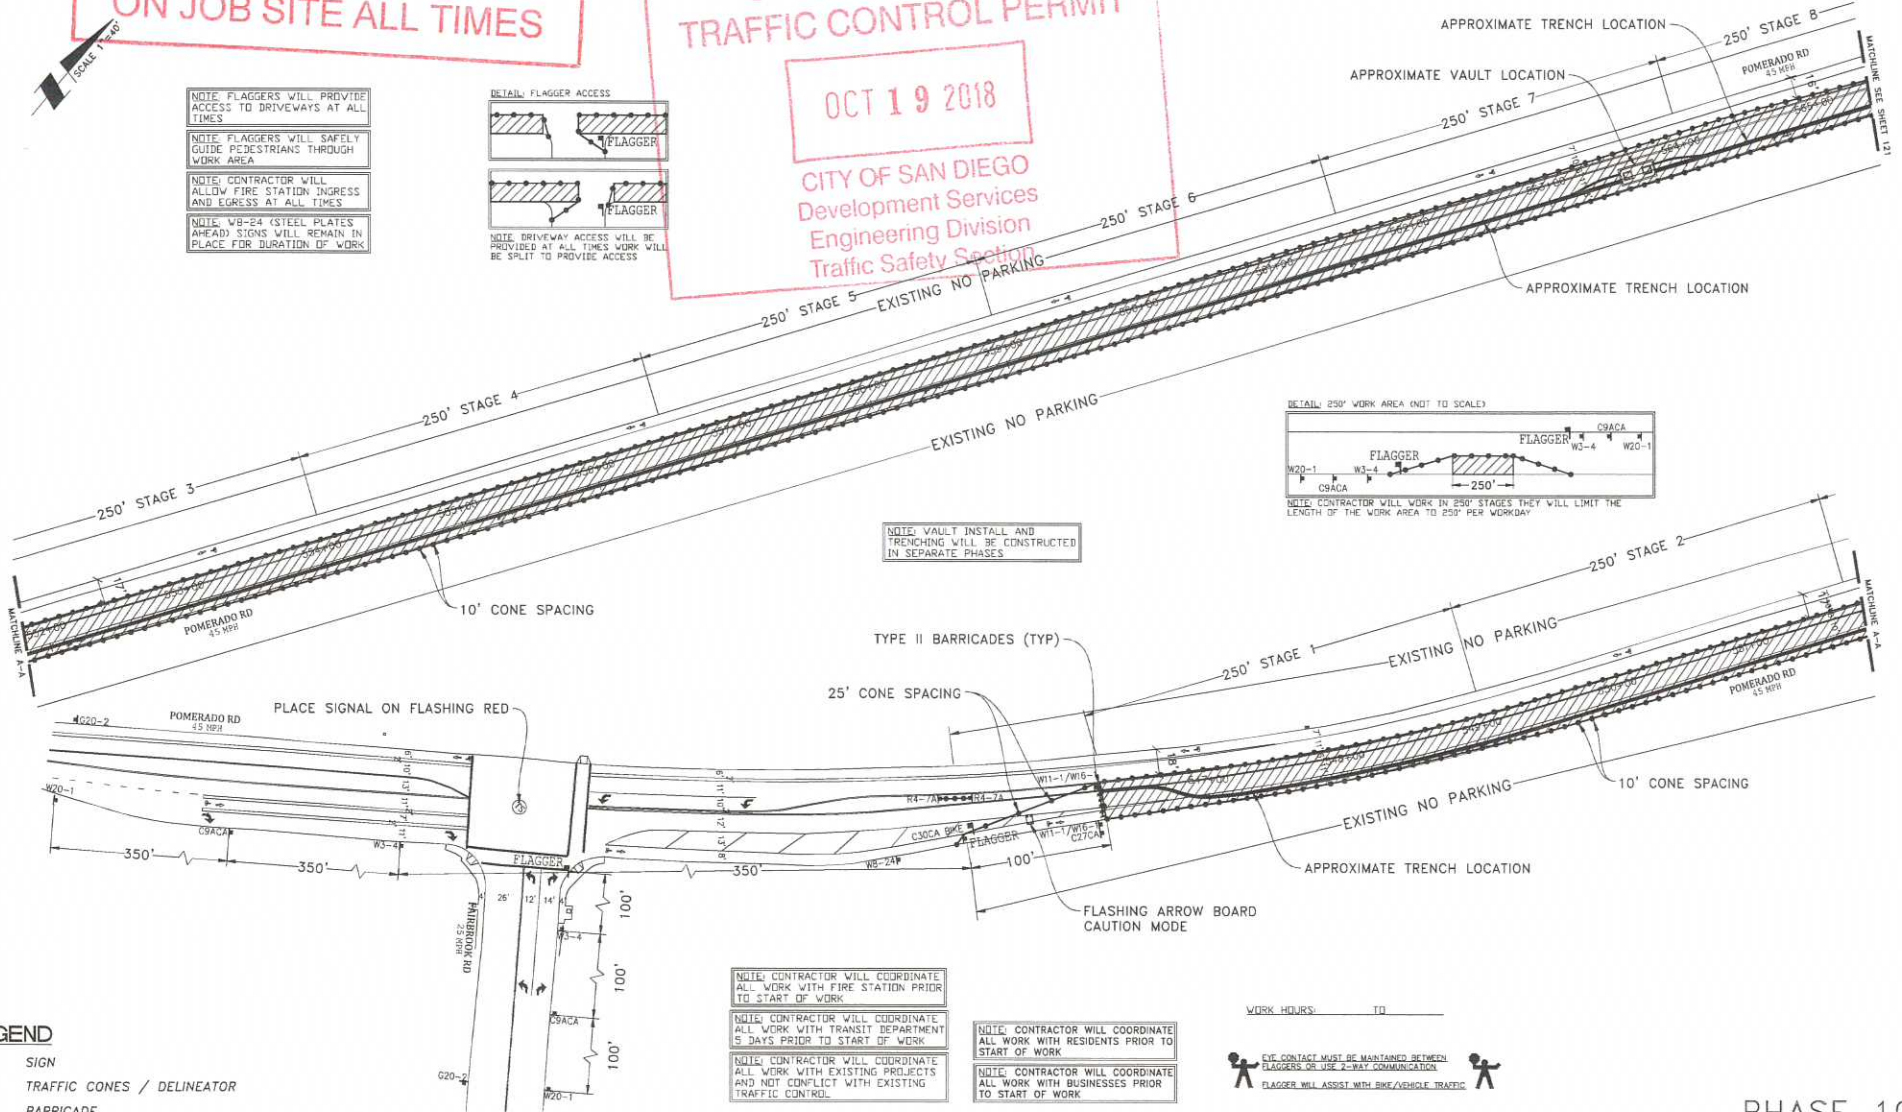 ON JOB SITE ALL TIMES
TRAFFIC CONTROL PERMIT
OCT 19 2018
CITY OF SAN DIEGO
Development Services
Engineering Division
Traffic Safety Section
SCALE 1"=40'
NOTE: FLAGGERS WILL PROVIDE
ACCESS TO DRIVEWAYS AT ALL
TIMES
NOTE: FLAGGERS WILL SAFELY
GUIDE PEDESTRIANS THROUGH
WORK AREA
NOTE: CONTRACTOR WILL
ALLOW FIRE STATION INGRESS
AND EGRESS AT ALL TIMES
NOTE: W8-24 (STEEL PLATES
AHEAD) SIGNS WILL REMAIN IN
PLACE FOR DURATION OF WORK
DETAIL: FLAGGER ACCESS
FLAGGER
FLAGGER
NOTE: DRIVEWAY ACCESS WILL BE
PROVIDED AT ALL TIMES WORK WILL
BE SPLIT TO PROVIDE ACCESS
APPROXIMATE TRENCH LOCATION
APPROXIMATE VAULT LOCATION
250' STAGE 8
250' STAGE 7
250' STAGE 6
250' STAGE 5
250' STAGE 4
250' STAGE 3
POMERADO RD
45 MPH
16'
MATCHLINE SEE SHEET 121
EXISTING NO PARKING
APPROXIMATE TRENCH LOCATION
EXISTING NO PARKING
17'
10' CONE SPACING
POMERADO RD
45 MPH
MATCHLINE A-A
DETAIL: 250' WORK AREA (NOT TO SCALE)
FLAGGER
C9ACA
W3-4
W20-1
FLAGGER
W20-1
W3-4
C9ACA
250'
NOTE: CONTRACTOR WILL WORK IN 250' STAGES THEY WILL LIMIT THE
LENGTH OF THE WORK AREA TO 250' PER WORKDAY
NOTE: VAULT INSTALL AND
TRENCHING WILL BE CONSTRUCTED
IN SEPARATE PHASES
250' STAGE 2
250' STAGE 1
EXISTING NO PARKING
MATCHLINE A-A
POMERADO RD
45 MPH
TYPE II BARRICADES (TYP)
25' CONE SPACING
PLACE SIGNAL ON FLASHING RED
G20-2
POMERADO RD
45 MPH
W20-1
C9ACA
W3-4
350'
350'
350'
FLAGGER
R4-7A
R4-7A
W11-1/W16-1
18'
C30CA BIKE
FLAGGER
W11-1/W16-1
C27CA
W8-24
100'
10' CONE SPACING
EXISTING NO PARKING
APPROXIMATE TRENCH LOCATION
FLASHING ARROW BOARD
CAUTION MODE
4' 26' 12' 14' 4'
FAIRBROOK RD
25 MPH
W3-4
100'
100'
100'
C9ACA
G20-2
W20-1
NOTE: CONTRACTOR WILL COORDINATE
ALL WORK WITH FIRE STATION PRIOR
TO START OF WORK
NOTE: CONTRACTOR WILL COORDINATE
ALL WORK WITH TRANSIT DEPARTMENT
5 DAYS PRIOR TO START OF WORK
NOTE: CONTRACTOR WILL COORDINATE
ALL WORK WITH EXISTING PROJECTS
AND NOT CONFLICT WITH EXISTING
TRAFFIC CONTROL
NOTE: CONTRACTOR WILL COORDINATE
ALL WORK WITH RESIDENTS PRIOR TO
START OF WORK
NOTE: CONTRACTOR WILL COORDINATE
ALL WORK WITH BUSINESSES PRIOR
TO START OF WORK
WORK HOURS: TO
EYE CONTACT MUST BE MAINTAINED BETWEEN
FLAGGERS OR USE 2-WAY COMMUNICATION
FLAGGER WILL ASSIST WITH BIKE/VEHICLE TRAFFIC
GEND
SIGN
TRAFFIC CONES / DELINEATOR
BARRICADE
PHASE 10